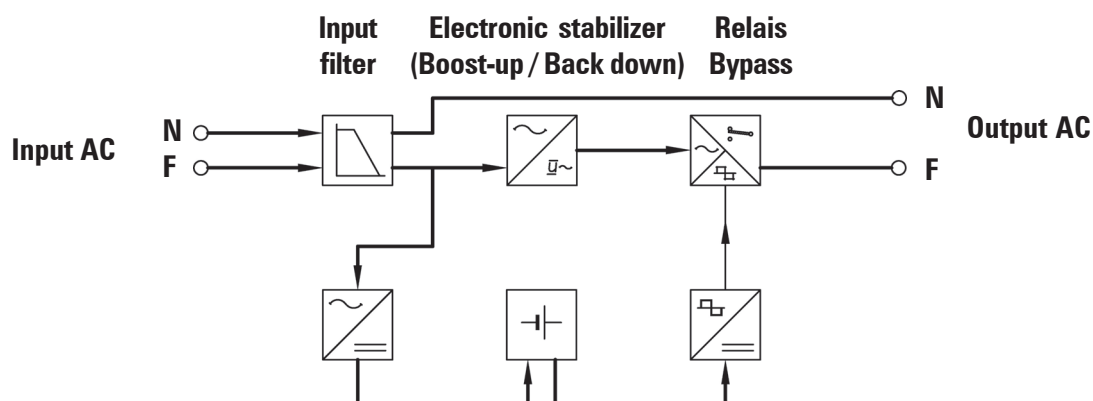 Input filter
Electronic stabilizer (Boost-up / Back down)
Relais Bypass
N
N
Input AC
Output AC
F
F
u~